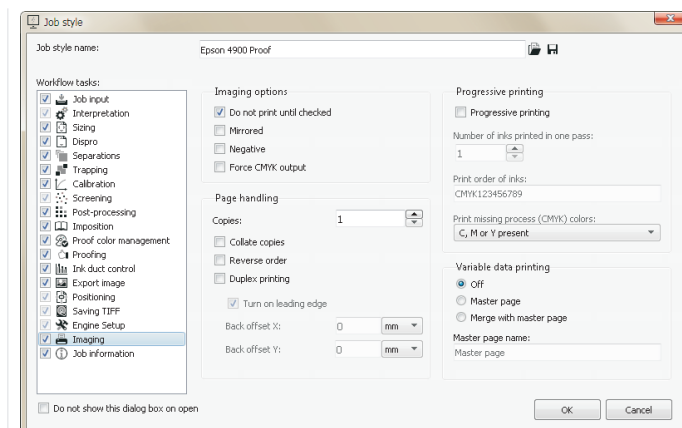 Job style
Job style name:
Epson 4900 Proof
Workflow tasks:
Job input
Interpretation
Sizing
Dispro
Separations
Trapping
Calibration
Screening
Post-processing
Imposition
Proof color management
Proofing
Ink duct control
Export image
Positioning
Saving TIFF
Engine Setup
Imaging
Job information
Imaging options
Do not print until checked
Mirrored
Negative
Force CMYK output
Page handling
Copies:
1
Collate copies
Reverse order
Duplex printing
Turn on leading edge
Back offset X:
0
mm
Back offset Y:
0
mm
Progressive printing
Progressive printing
Number of inks printed in one pass:
1
Print order of inks:
CMYK123456789
Print missing process (CMYK) colors:
C, M or Y present
Variable data printing
Off
Master page
Merge with master page
Master page name:
Master page
Do not show this dialog box on open
OK
Cancel